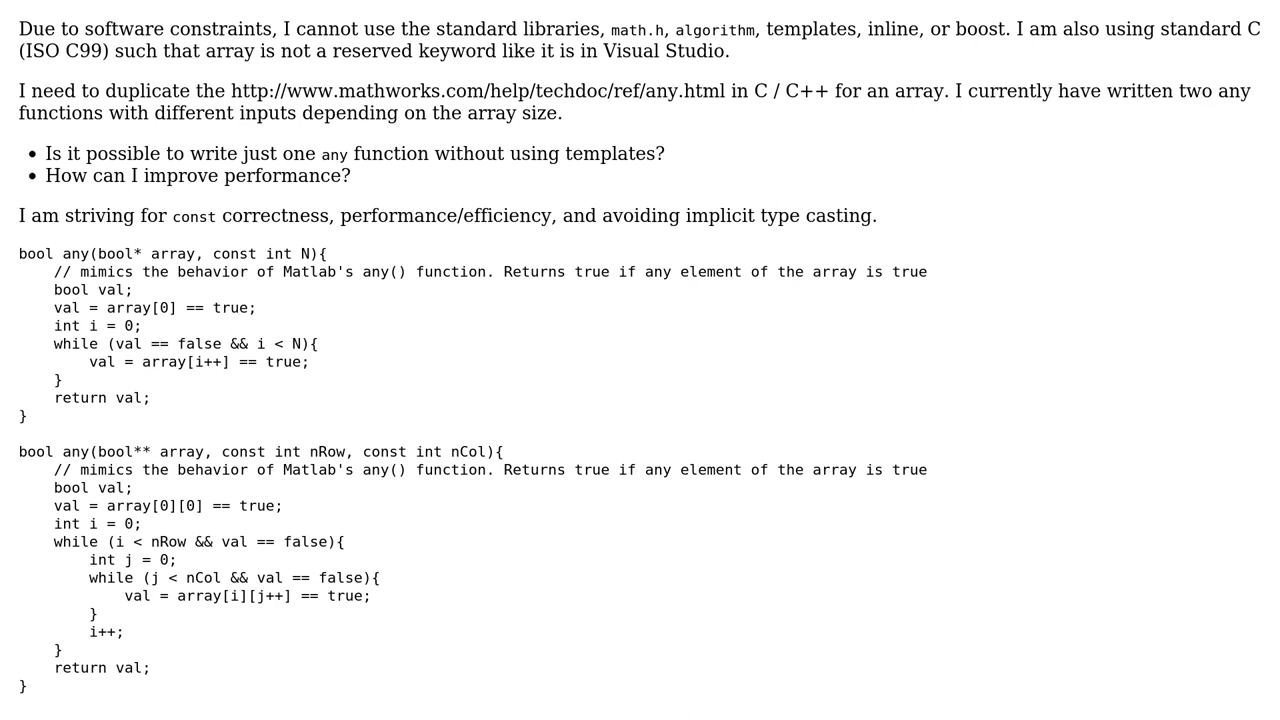 Due to software constraints, I cannot use the standard libraries, math.h, algorithm, templates, inline, or boost. I am also using standard C
(ISO C99) such that array is not a reserved keyword like it is in Visual Studio.
I need to duplicate the http://www.mathworks.com/help/techdoc/ref/any.html in C / C++ for an array. I currently have written two any
functions with different inputs depending on the array size.
• Is it possible to write just one any function without using templates?
• How can I improve performance?
I am striving for const correctness, performance/efficiency, and avoiding implicit type casting.
bool any(bool* array, const int N){
    // mimics the behavior of Matlab's any() function. Returns true if any element of the array is true
    bool val;
    val = array[0] == true;
    int i = 0;
    while (val == false && i < N){
        val = array[i++] == true;
    }
    return val;
}
bool any(bool** array, const int nRow, const int nCol){
    // mimics the behavior of Matlab's any() function. Returns true if any element of the array is true
    bool val;
    val = array[0][0] == true;
    int i = 0;
    while (i < nRow && val == false){
        int j = 0;
        while (j < nCol && val == false){
            val = array[i][j++] == true;
        }
        i++;
    }
    return val;
}